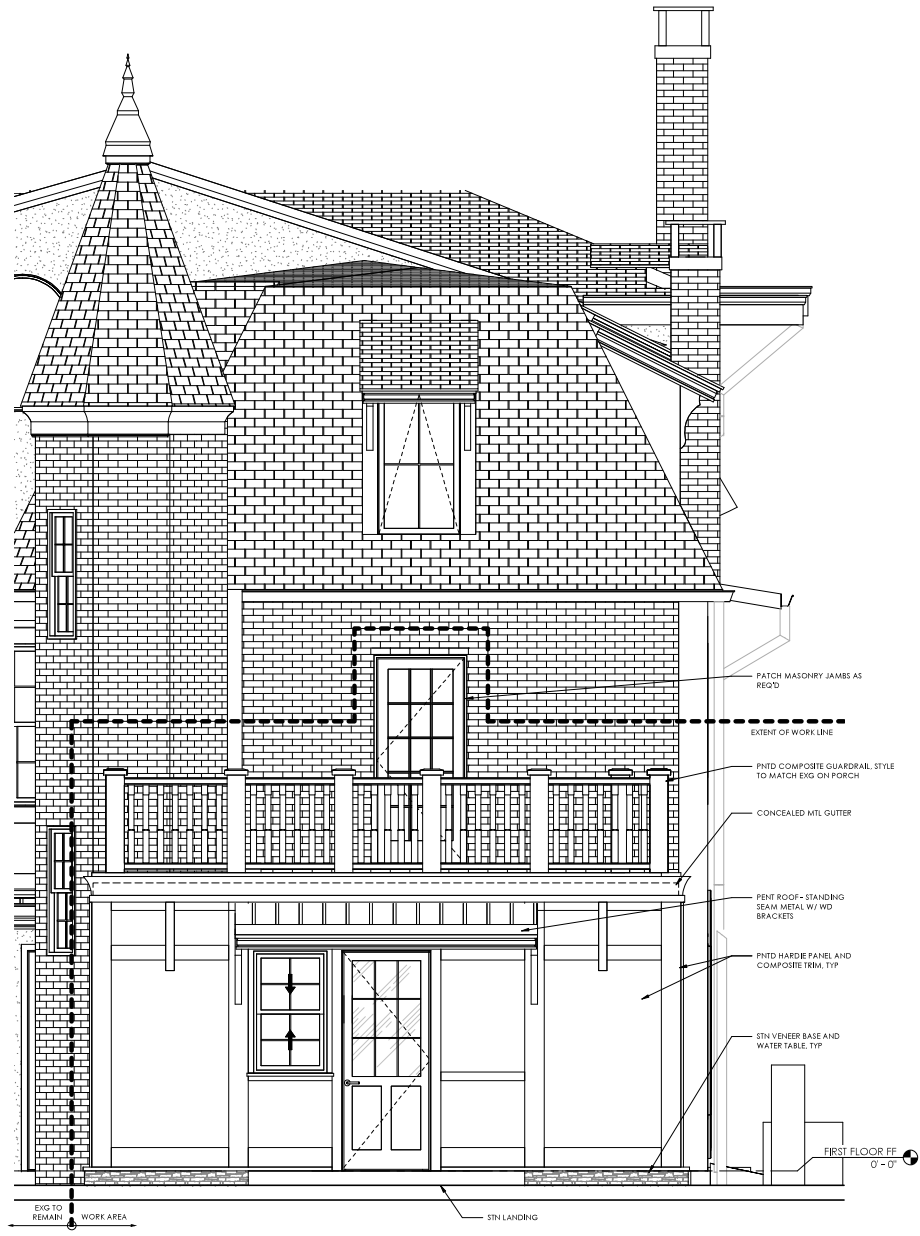 PATCH MASONRY JAMBS AS
REQ'D
EXTENT OF WORK LINE
PNTD COMPOSITE GUARDRAIL, STYLE
TO MATCH EXG ON PORCH
CONCEALED MTL GUTTER
PENT ROOF - STANDING
SEAM METAL W/ WD
BRACKETS
PNTD HARDIE PANEL AND
COMPOSITE TRIM, TYP
STN VENEER BASE AND
WATER TABLE, TYP
FIRST FLOOR FF
0' - 0"
EXG TO
REMAIN
WORK AREA
STN LANDING